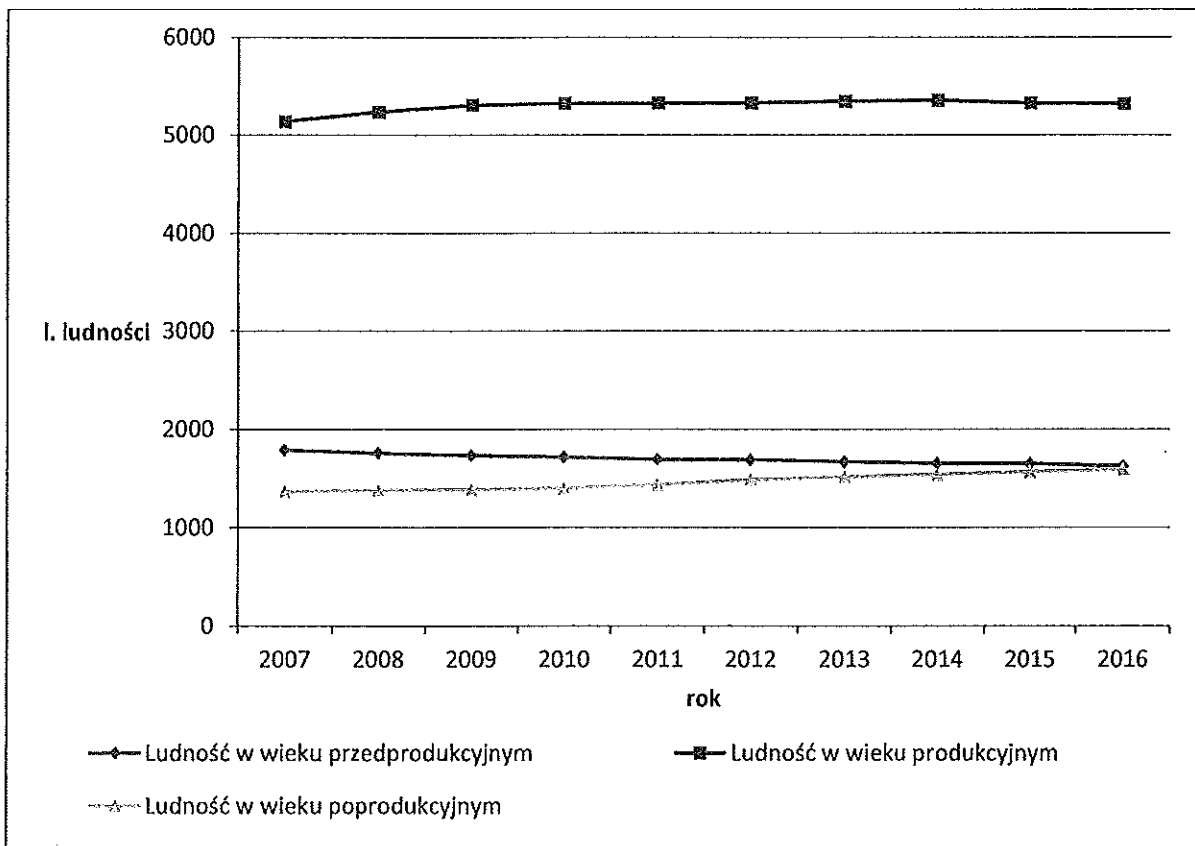 6000
5000
4000
3000
l. ludności
2000
1000
0
2007 2008 2009 2010 2011 2012 2013 2014 2015 2016
rok
Ludność w wieku przedprodukcyjnym
Ludność w wieku produkcyjnym
Ludność w wieku poprodukcyjnym